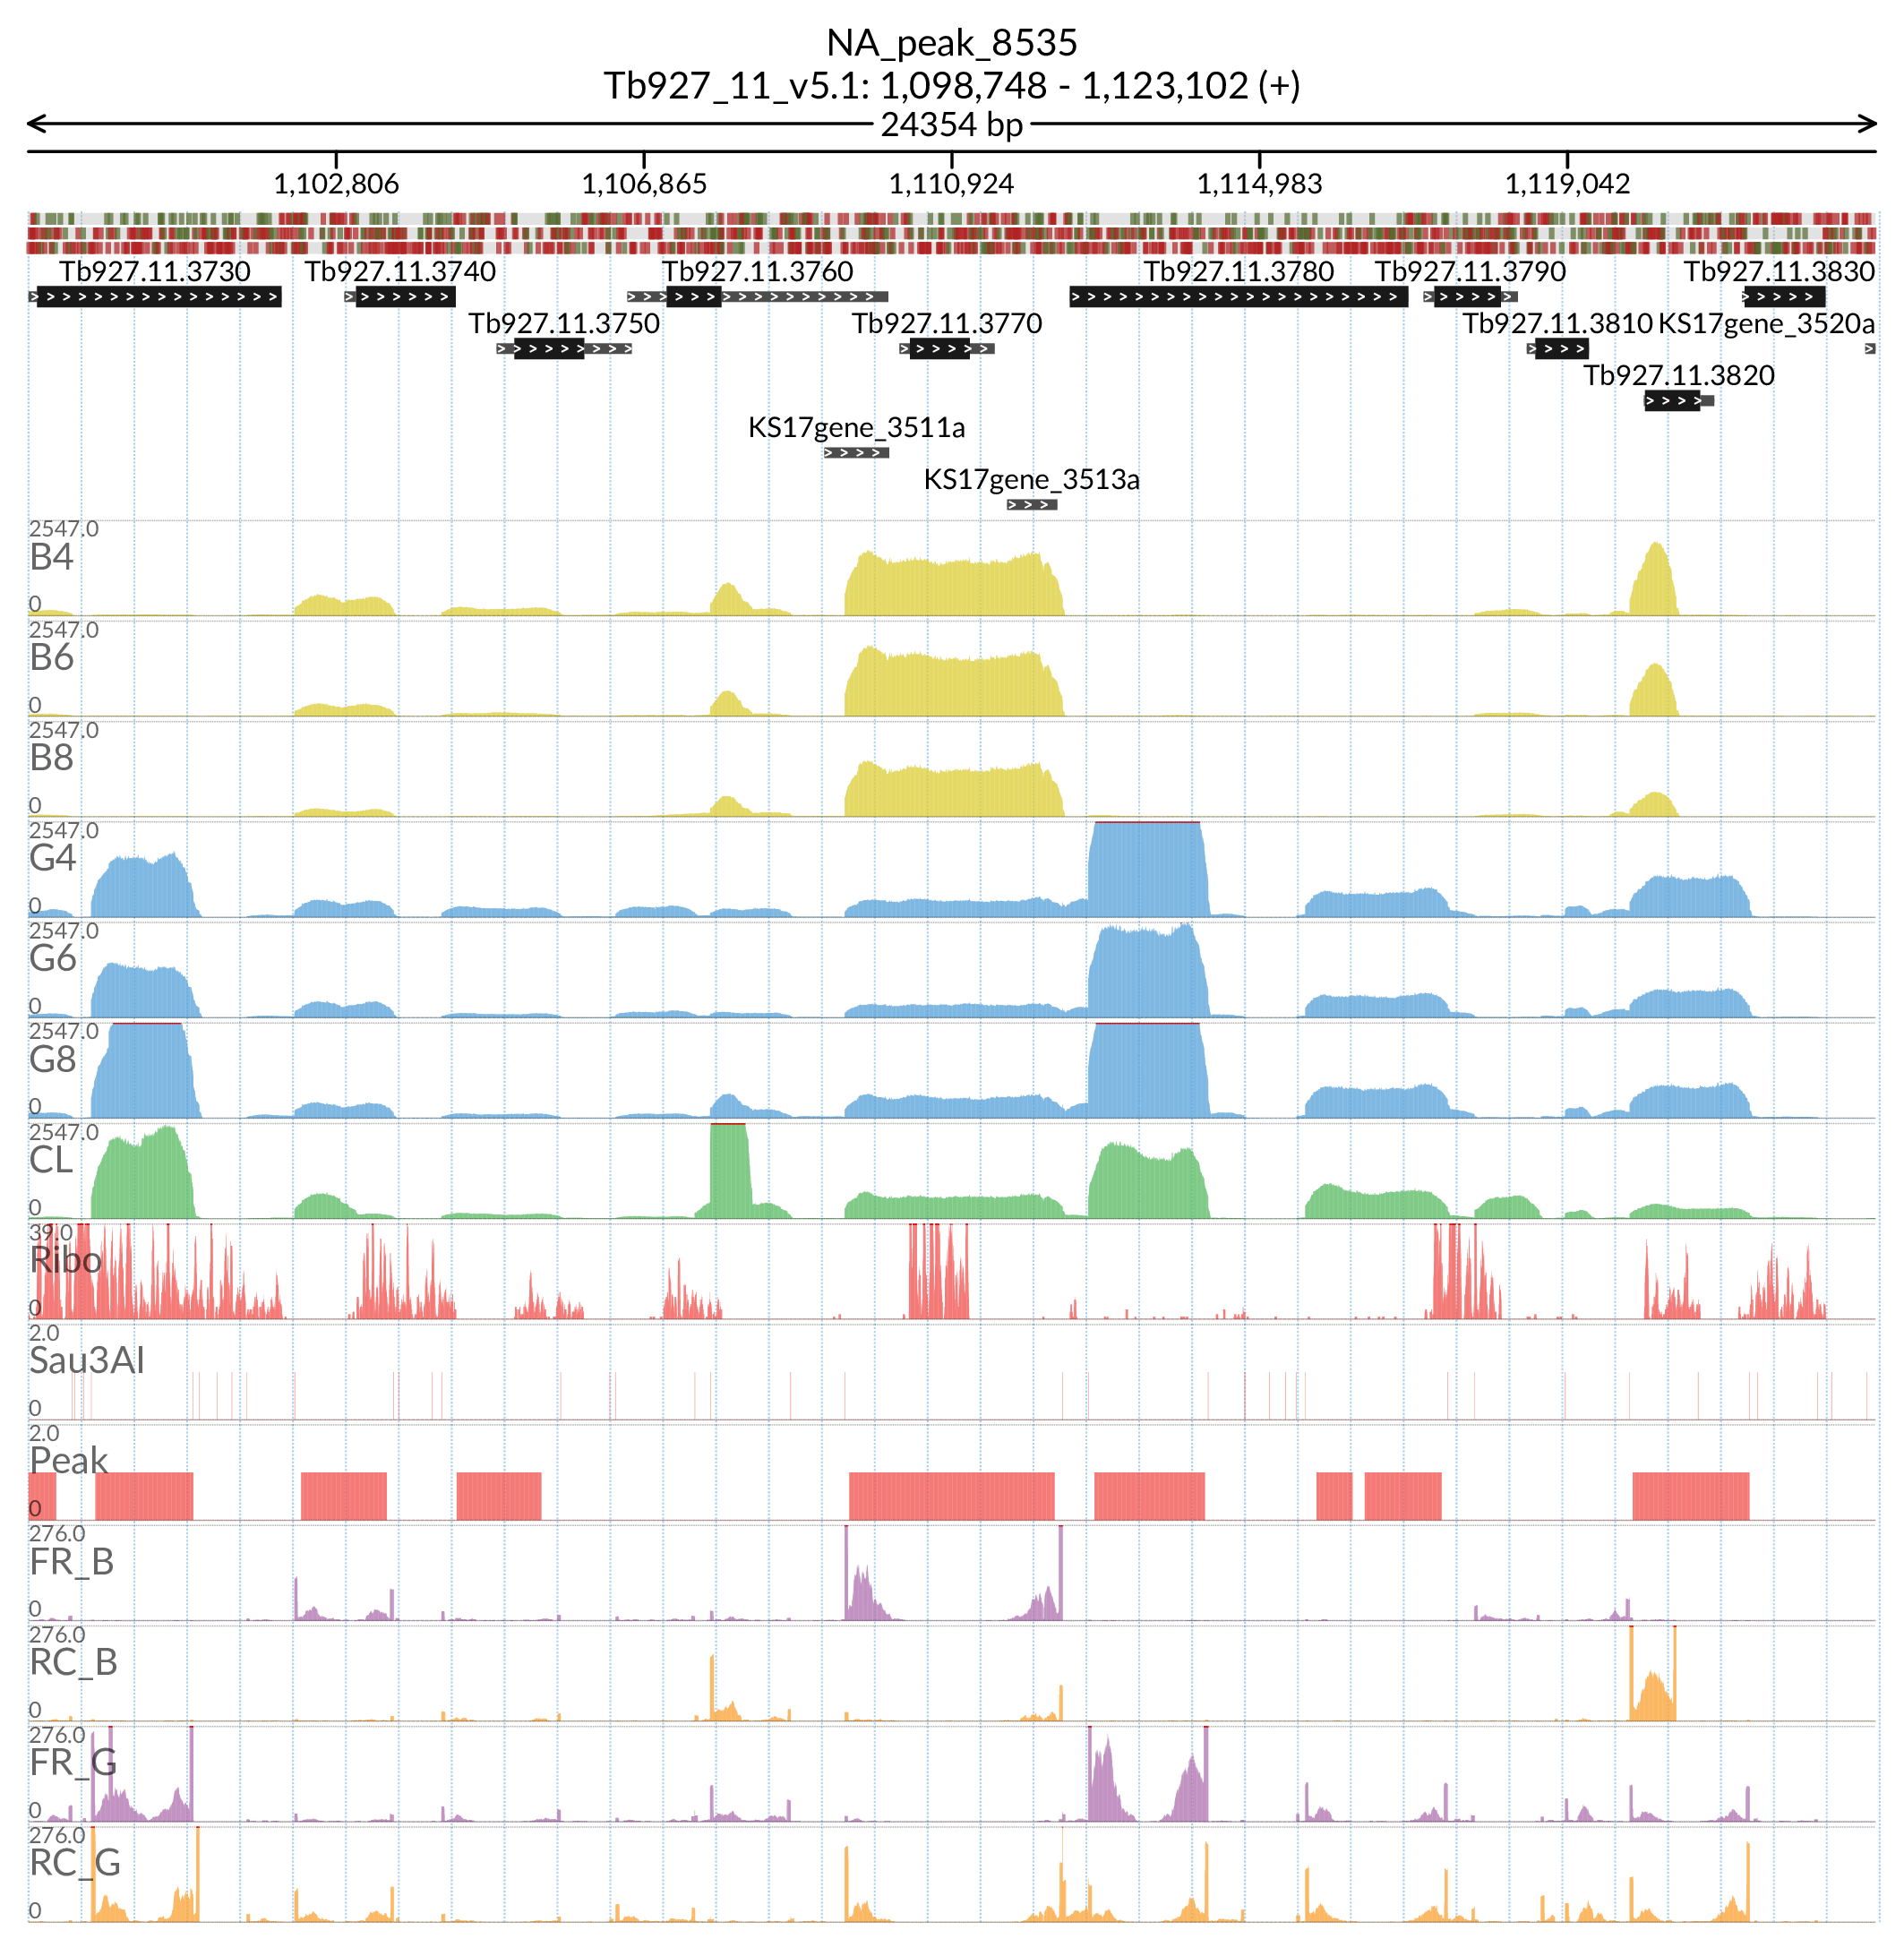 NA_peak_8535
Tb927_11_v5.1: 1,098,748 - 1,123,102 (+)
24354 bp
1,102,806 1,106,865 1,110,924 1,114,983 1,119,042
Tb927.11.3730 Tb927.11.3740 Tb927.11.3760 Tb927.11.3780 Tb927.11.3790 Tb927.11.3830
Tb927.11.3750 Tb927.11.3770 Tb927.11.3810 KS17gene_3520a
Tb927.11.3820
KS17gene_3511a
KS17gene_3513a
2547.0
B4
0
2547.0
B6
0
2547.0
B8
0
2547.0
G4
0
2547.0
G6
0
2547.0
G8
0
2547.0
CL
0
39.0
Ribo
0
2.0
Sau3AI
0
2.0
Peak
0
276.0
FR_B
0
276.0
RC_B
0
276.0
FR_G
0
276.0
RC_G
0